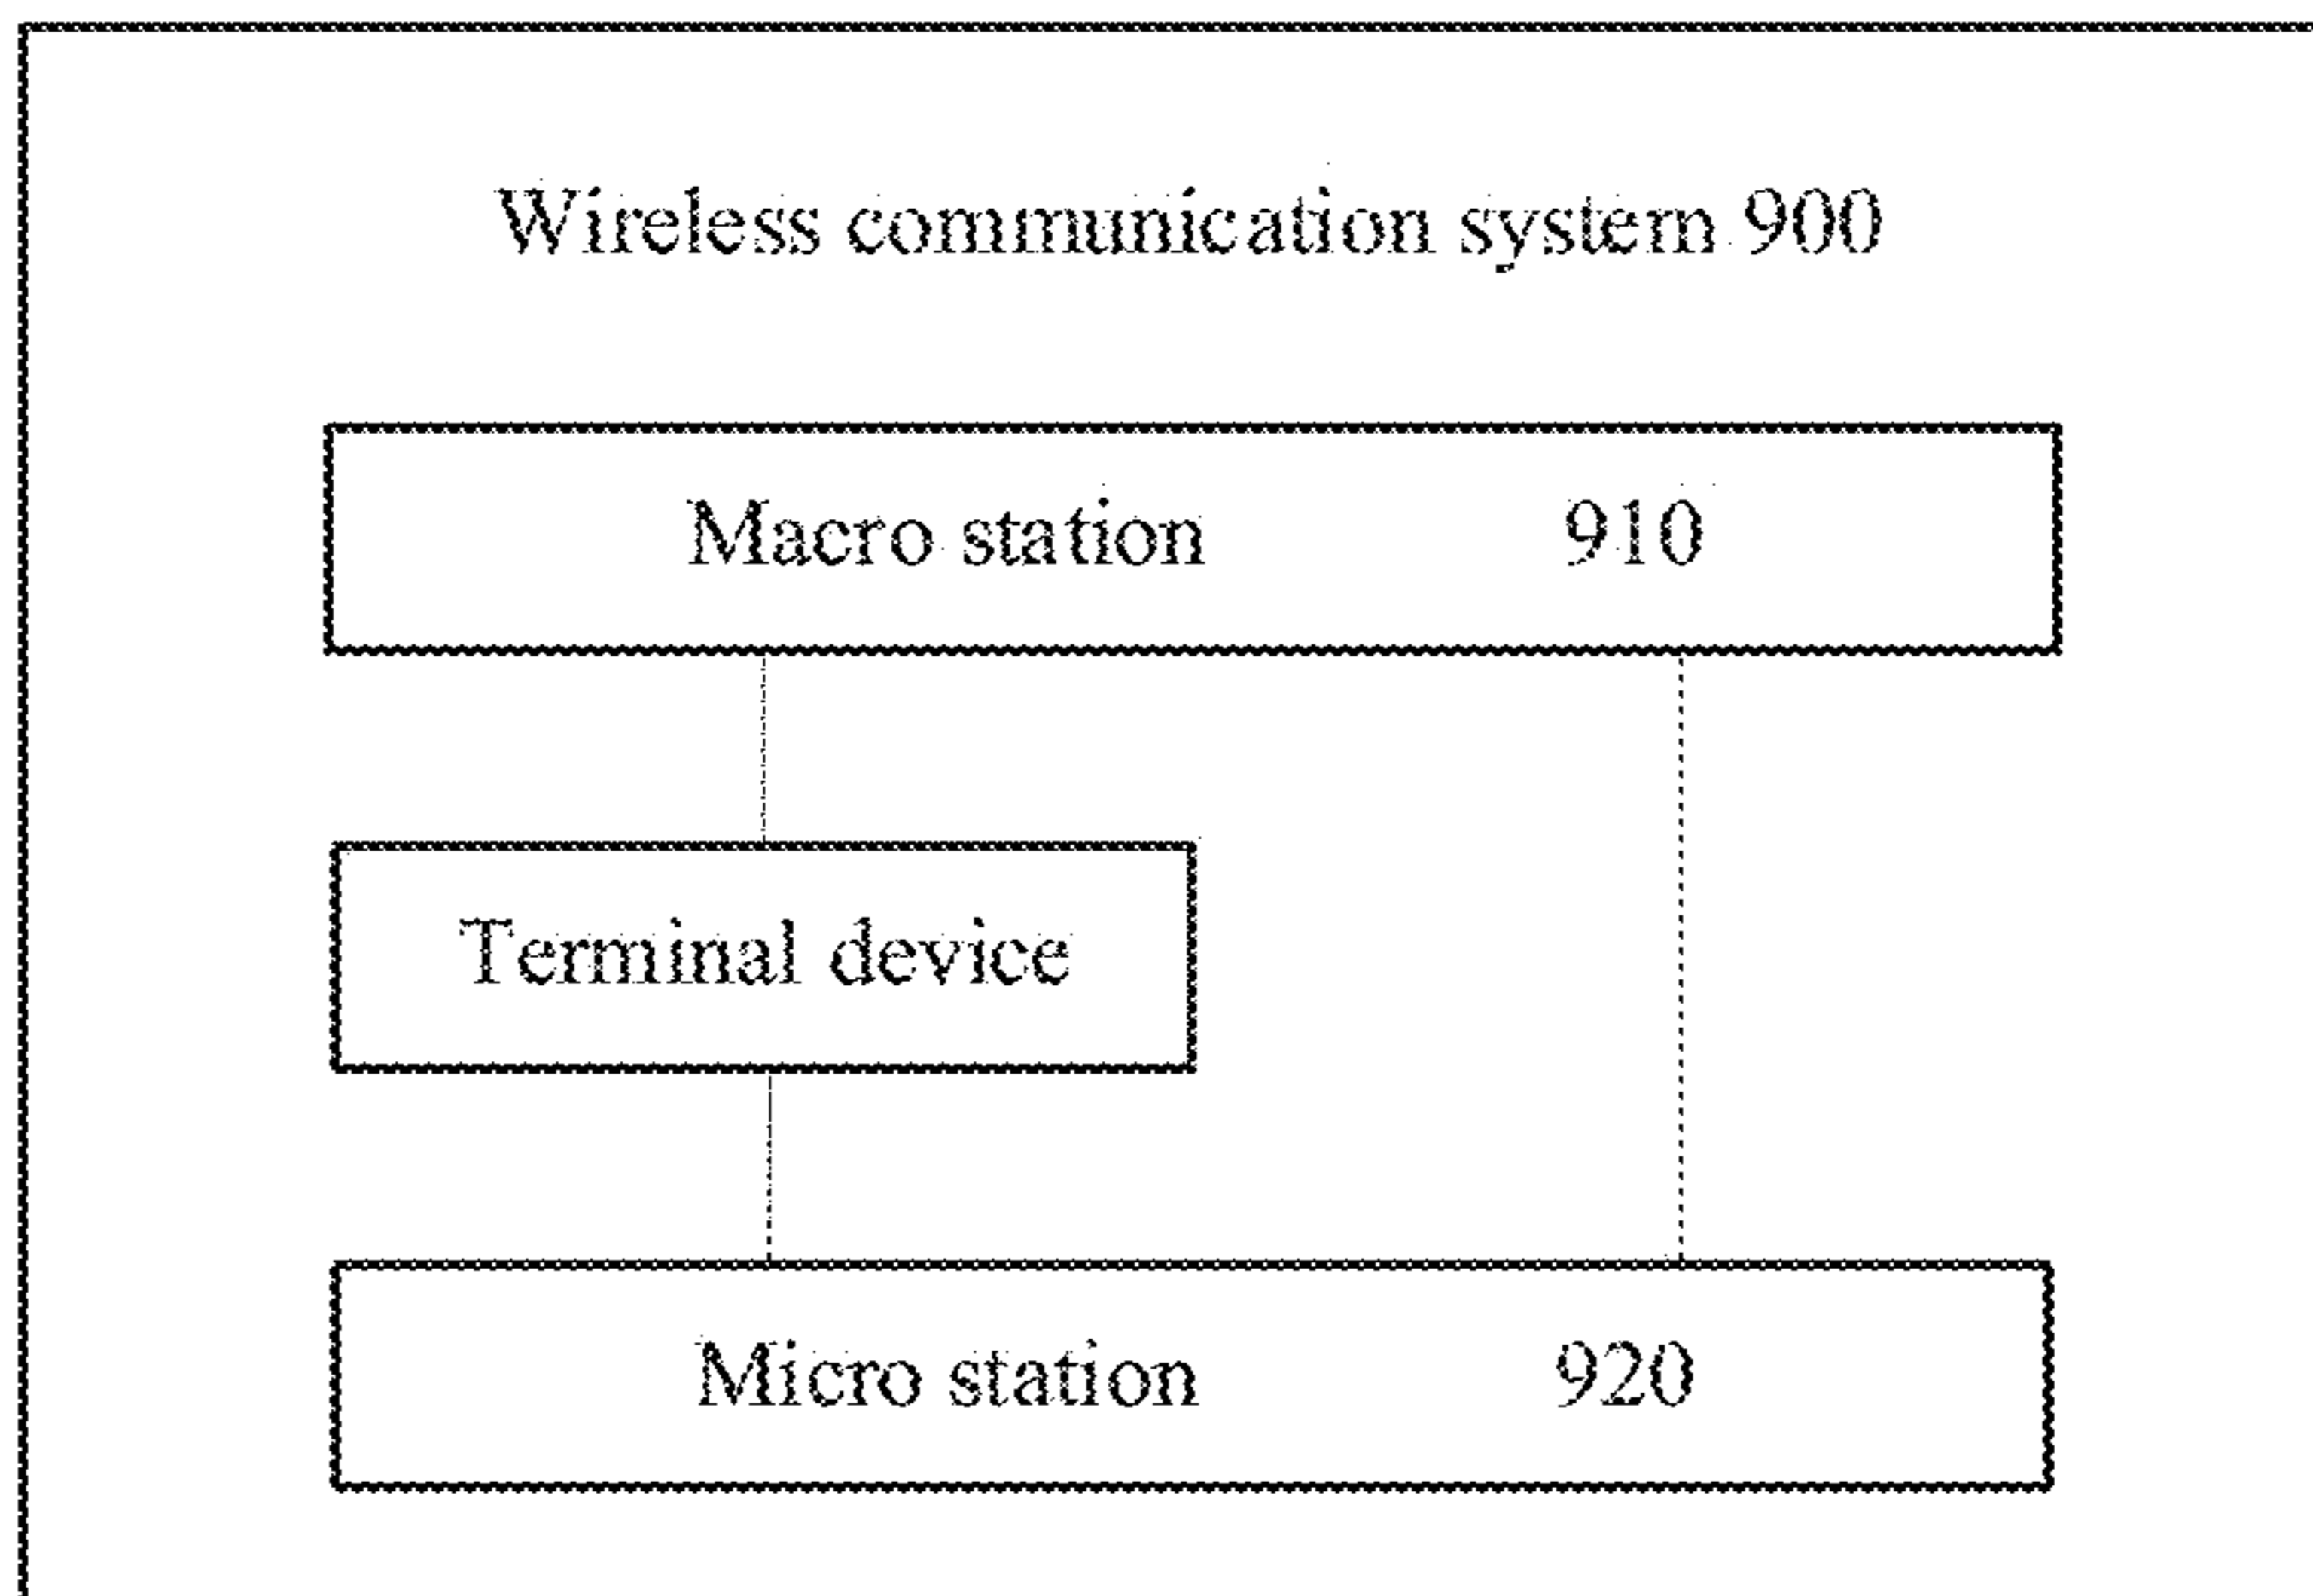 Wireless communication system 900
Macro station 910
Terminal device
Micro station 920